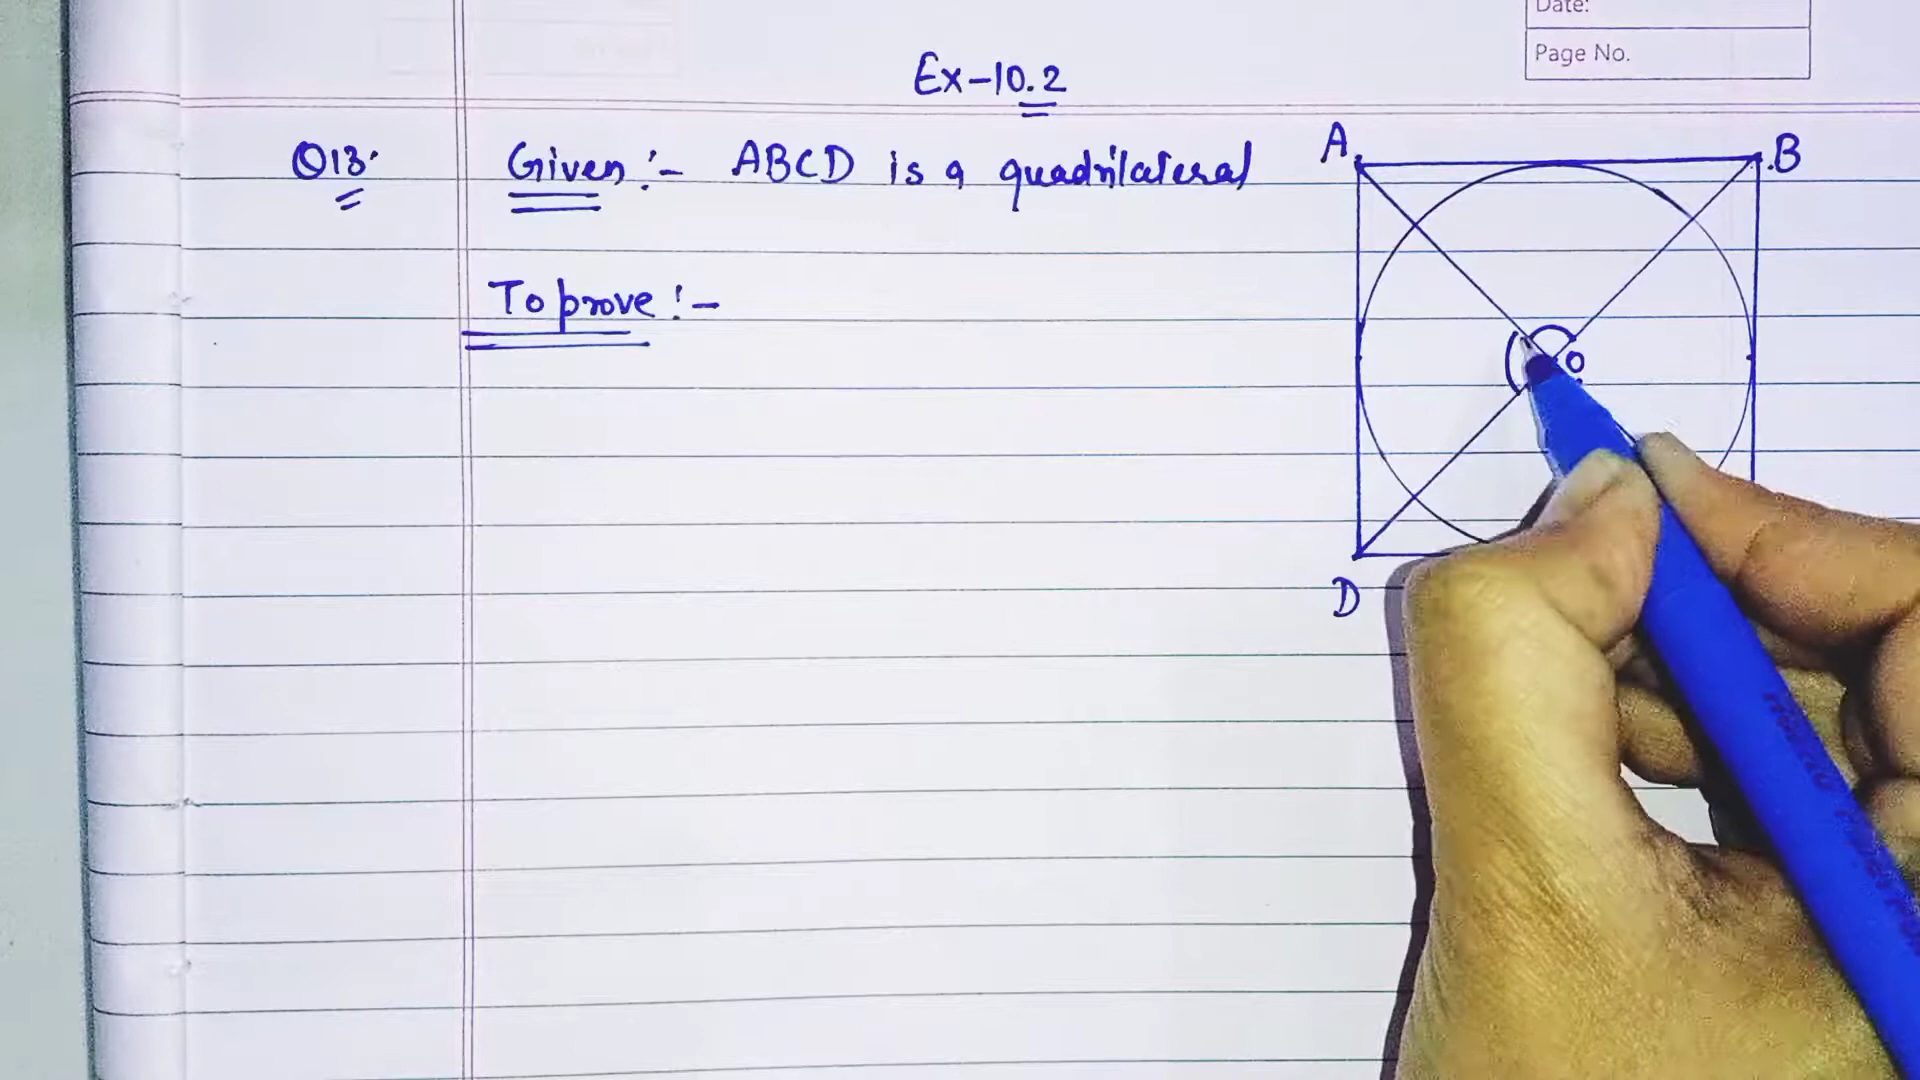 Date:
Page No.
Ex-10.2
Q13. Given :- ABCD is a quadrilateral
To prove :-
A
B
O
D